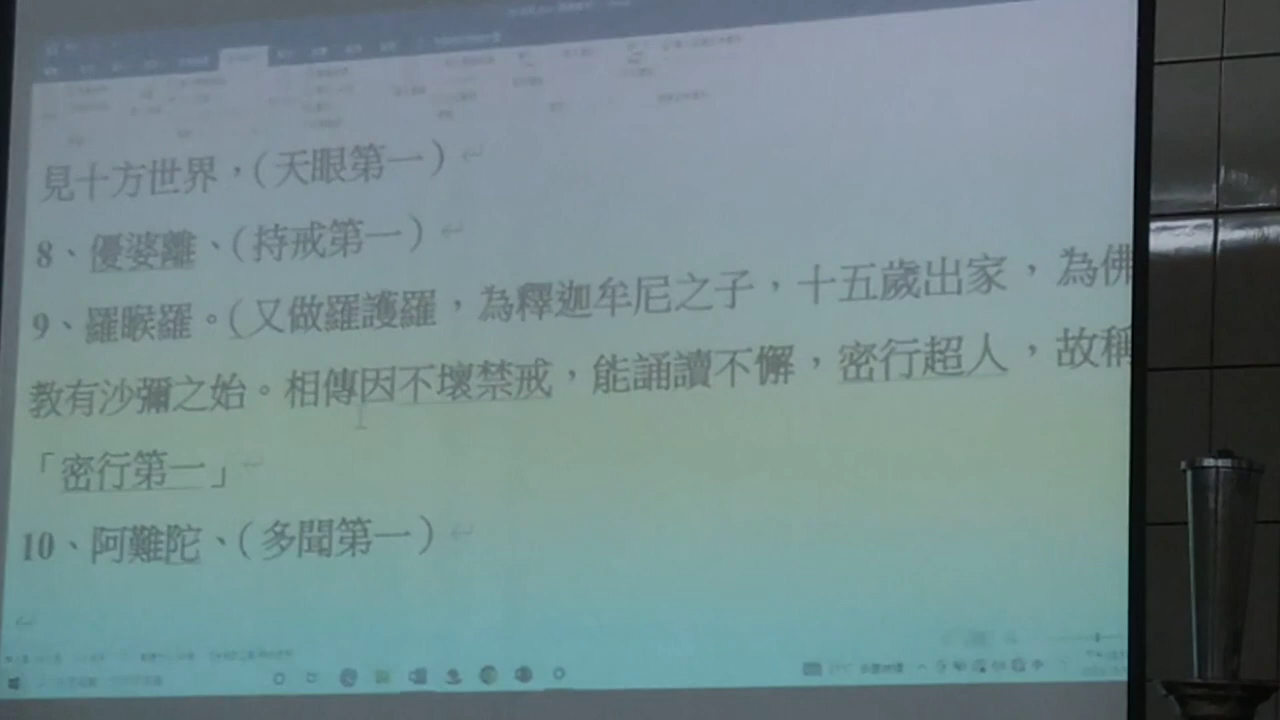 見十方世界，（天眼第一）
8、優婆離、（持戒第一）
9、羅睺羅。（又做羅護羅，為釋迦牟尼之子，十五歲出家，為佛
教有沙彌之始。相傳因不壞禁戒，能誦讀不懈，密行超人，故稱
「密行第一」
10、阿難陀、（多聞第一）